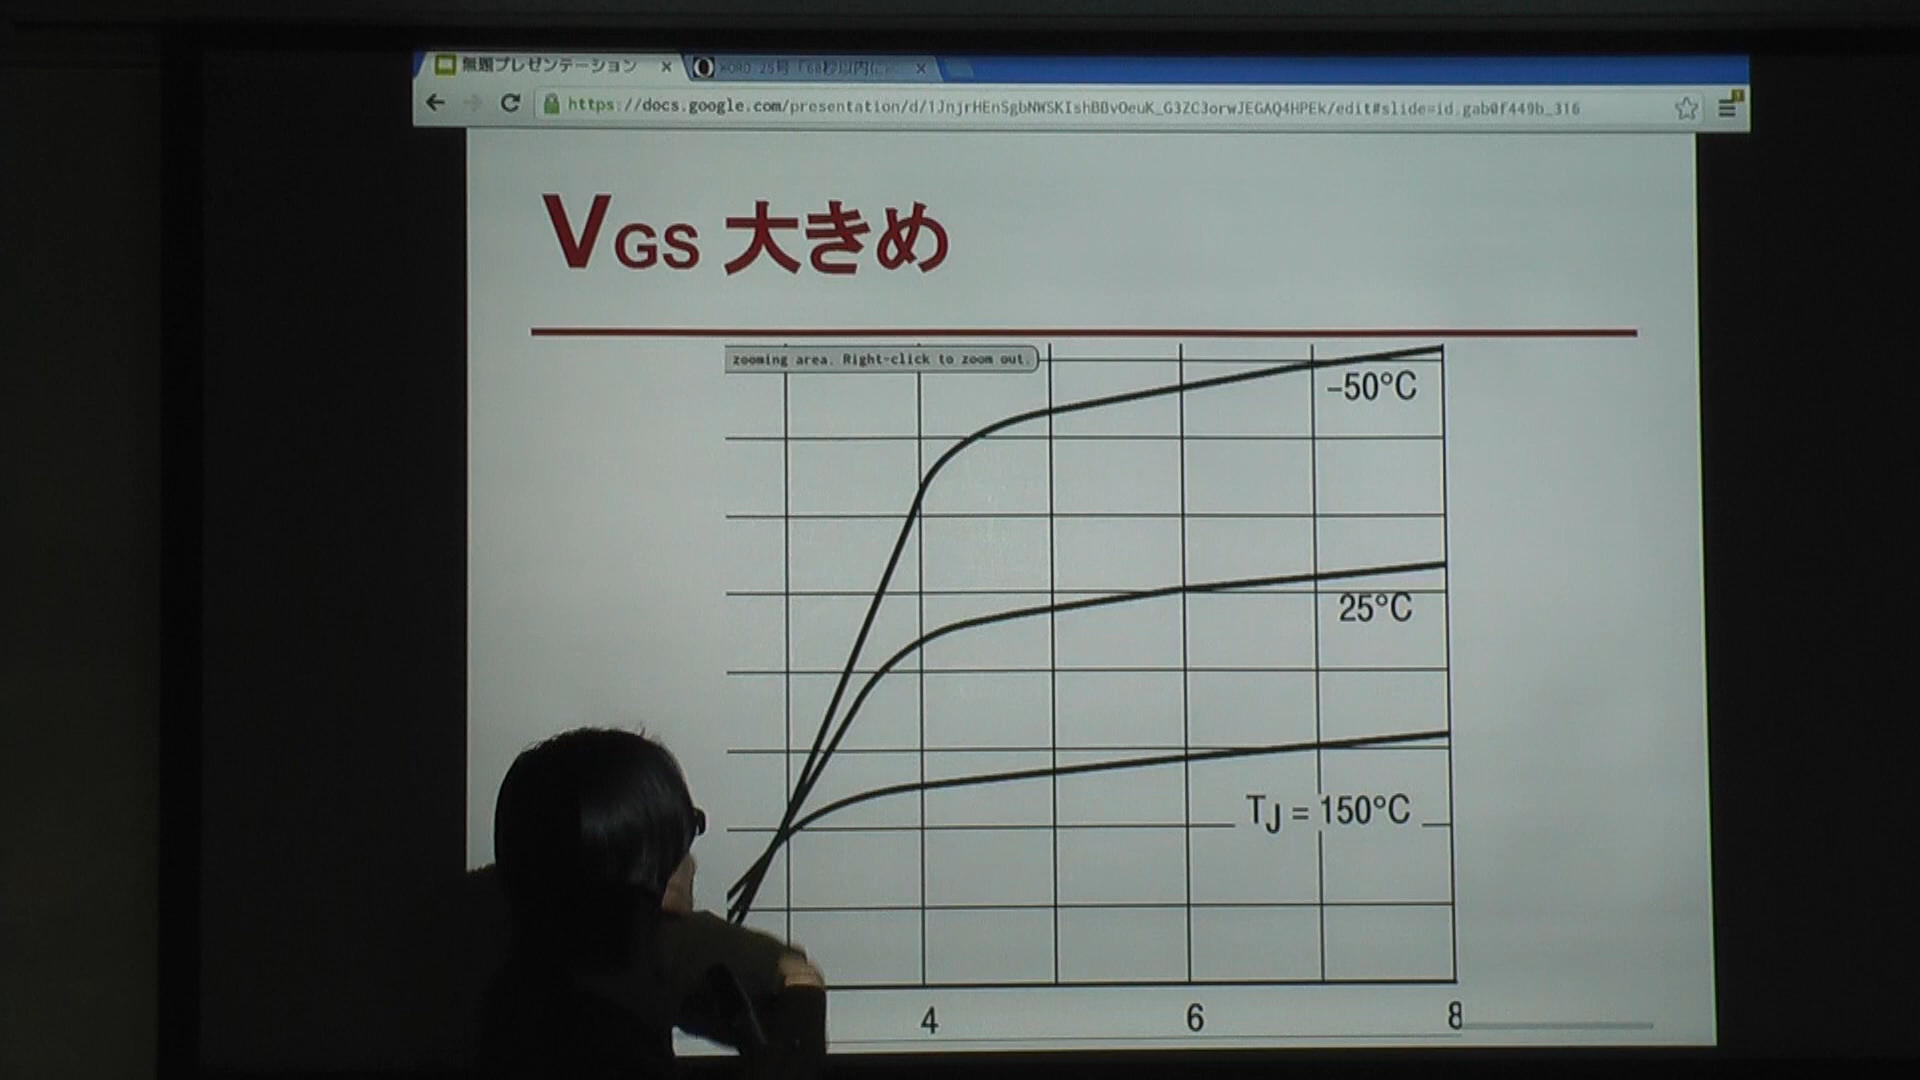 無題プレゼンテーション
https://docs.google.com/presentation/d/1JnjrHEnSgbNWSKIshBBvOeuK_G3ZC3orwJEGAQ4HPEk/edit#slide=id.gab0f449b_316
VGS 大きめ
zooming area. Right-click to zoom out.
–50°C
25°C
TJ = 150°C
4 6 8